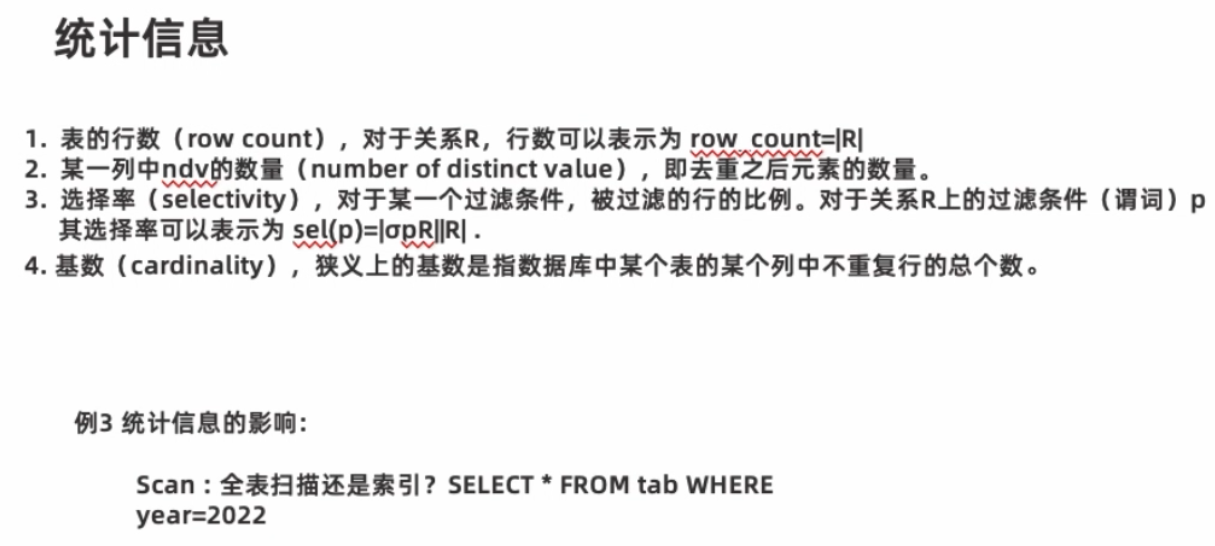 统计信息
1. 表的行数（row count），对于关系R，行数可以表示为 row_count=|R|
2. 某一列中ndv的数量（number of distinct value），即去重之后元素的数量。
3. 选择率（selectivity），对于某一个过滤条件，被过滤的行的比例。对于关系R上的过滤条件（谓词）p
其选择率可以表示为 sel(p)=|σpR||R| .
4. 基数（cardinality），狭义上的基数是指数据库中某个表的某个列中不重复行的总个数。
例3 统计信息的影响:
Scan : 全表扫描还是索引? SELECT * FROM tab WHERE
year=2022